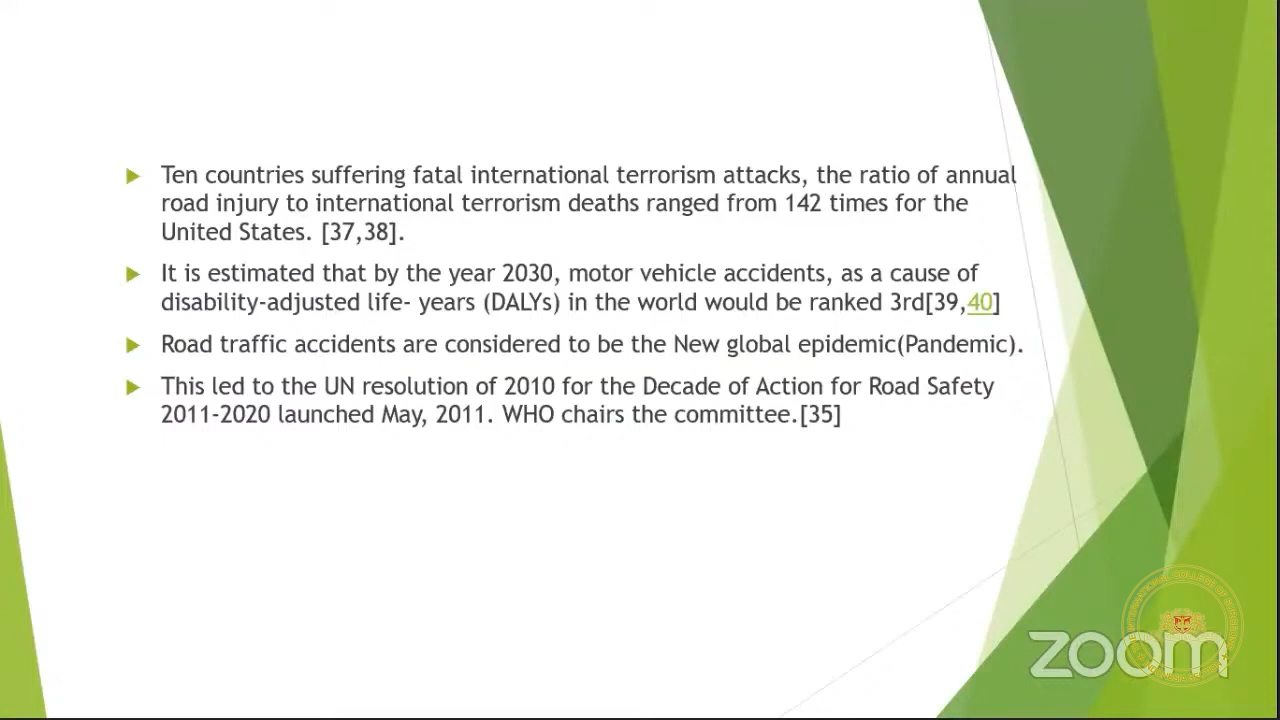 Ten countries suffering fatal international terrorism attacks, the ratio of annual
road injury to international terrorism deaths ranged from 142 times for the
United States. [37,38].
It is estimated that by the year 2030, motor vehicle accidents, as a cause of
disability-adjusted life- years (DALYs) in the world would be ranked 3rd[39,40]
Road traffic accidents are considered to be the New global epidemic(Pandemic).
This led to the UN resolution of 2010 for the Decade of Action for Road Safety
2011-2020 launched May, 2011. WHO chairs the committee.[35]
zoom
INTERNATIONAL COLLEGE OF